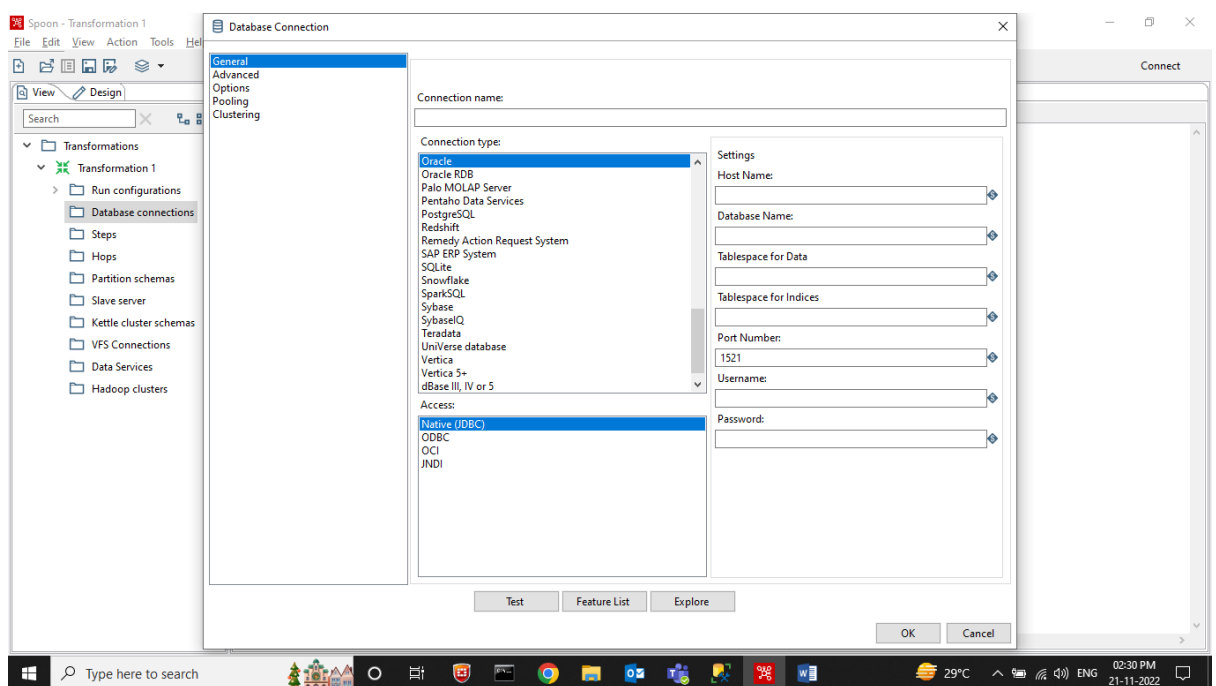 Spoon - Transformation 1
File Edit View Action Tools Hel
Connect
View
Design
Search
Transformations
Transformation 1
Run configurations
Database connections
Steps
Hops
Partition schemas
Slave server
Kettle cluster schemas
VFS Connections
Data Services
Hadoop clusters
Database Connection
General
Advanced
Options
Pooling
Clustering
Connection name:
Connection type:
Oracle
Oracle RDB
Palo MOLAP Server
Pentaho Data Services
PostgreSQL
Redshift
Remedy Action Request System
SAP ERP System
SQLite
Snowflake
SparkSQL
Sybase
SybaseIQ
Teradata
UniVerse database
Vertica
Vertica 5+
dBase III, IV or 5
Access:
Native (JDBC)
ODBC
OCI
JNDI
Settings
Host Name:
Database Name:
Tablespace for Data
Tablespace for Indices
Port Number:
1521
Username:
Password:
Test
Feature List
Explore
OK
Cancel
Type here to search
29°C
ENG
02:30 PM
21-11-2022